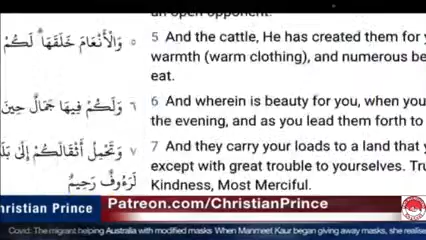 an open opponent.
٥ وَالْأَنْعَامَ خَلَقَهَا ۗ لَكُمْ
5 And the cattle, He has created them for
warmth (warm clothing), and numerous be
eat.
٦ وَلَكُمْ فِيهَا جَمَالٌ حِينَ
6 And wherein is beauty for you, when you
the evening, and as you lead them forth to
٧ وَتَحْمِلُ أَثْقَالَكُمْ إِلَىٰ بَلَ
7 And they carry your loads to a land that y
except with great trouble to yourselves. Tru
لَرَءُوفٌ رَحِيمٌ
Kindness, Most Merciful.
hristian Prince
Patreon.com/ChristianPrince
Covid: The migrant helping Australia with modified masks When Manmeet Kaur began giving away masks, she realise